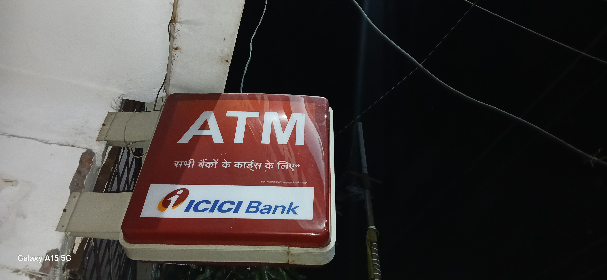 ATM
सभी बैंकों के कार्ड्स के लिए*
ICICI Bank
Galaxy A15 5G